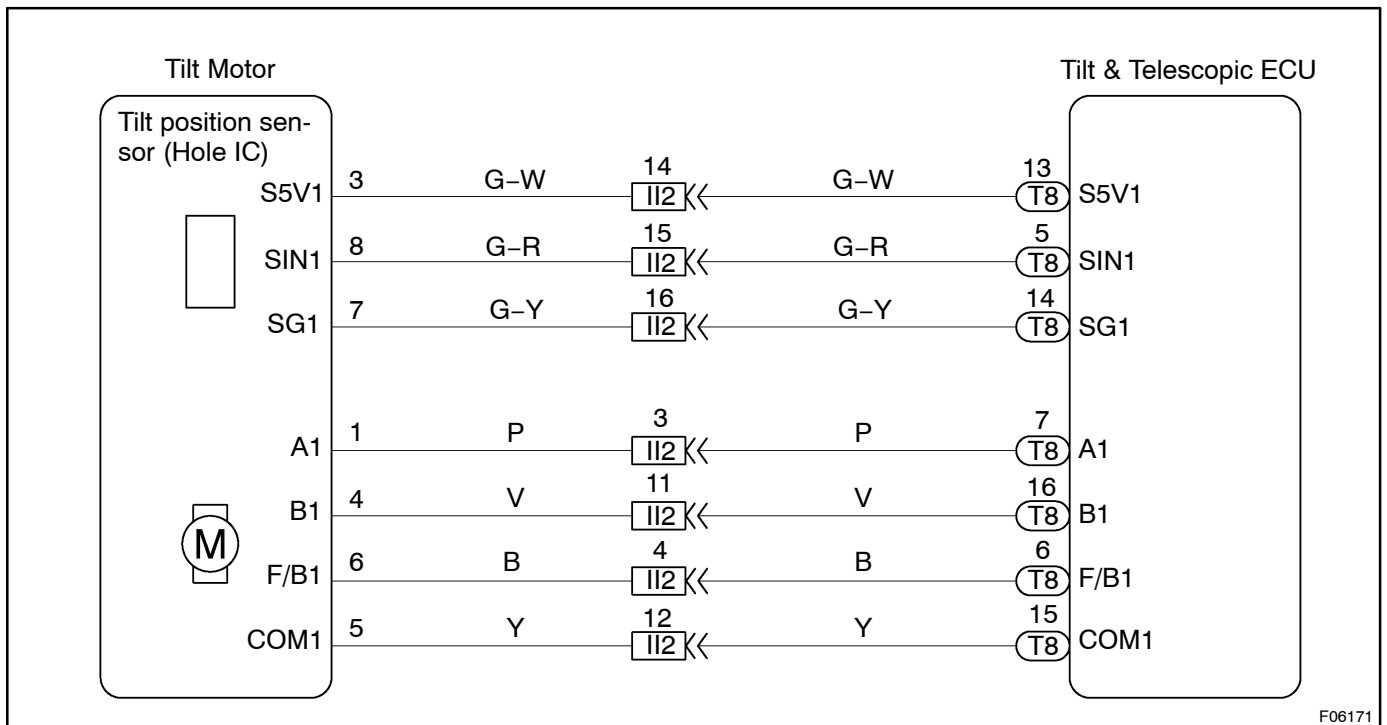 Tilt Motor
Tilt & Telescopic ECU
Tilt position sen-
sor (Hole IC)
S5V1 3 G–W 14 II2 G–W 13 T8 S5V1
SIN1 8 G–R 15 II2 G–R 5 T8 SIN1
SG1 7 G–Y 16 II2 G–Y 14 T8 SG1
A1 1 P 3 II2 P 7 T8 A1
B1 4 V 11 II2 V 16 T8 B1
M
F/B1 6 B 4 II2 B 6 T8 F/B1
COM1 5 Y 12 II2 Y 15 T8 COM1
F06171